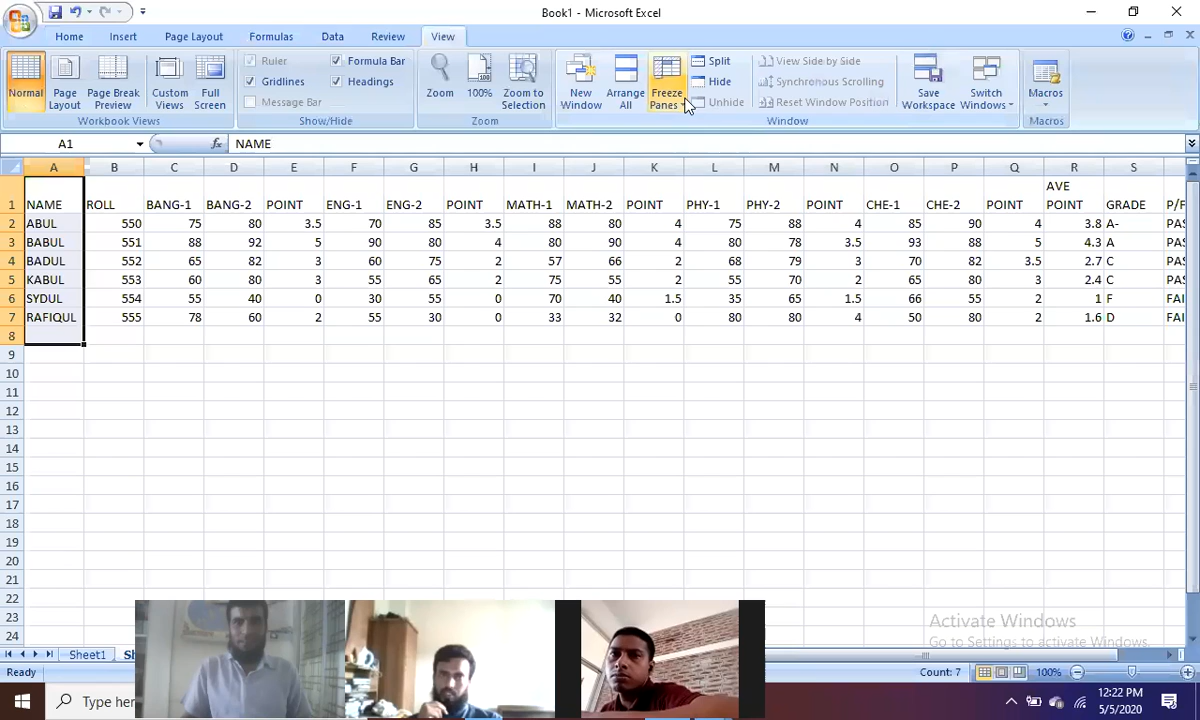 Book1 - Microsoft Excel
Home Insert Page Layout Formulas Data Review View
Normal Page Layout Page Break Preview Custom Views Full Screen
Ruler Formula Bar
Gridlines Headings
Message Bar
Zoom 100% Zoom to Selection
New Window Arrange All Freeze Panes
Split
Hide
Unhide
View Side by Side
Synchronous Scrolling
Reset Window Position
Save Workspace Switch Windows Macros
Workbook Views Show/Hide Zoom Window Macros
A1 fx NAME
A B C D E F G H I J K L M N O P Q R S
1 NAME ROLL BANG-1 BANG-2 POINT ENG-1 ENG-2 POINT MATH-1 MATH-2 POINT PHY-1 PHY-2 POINT CHE-1 CHE-2 POINT AVE POINT GRADE P/F
2 ABUL 550 75 80 3.5 70 85 3.5 88 80 4 75 88 4 85 90 4 3.8 A- PAS
3 BABUL 551 88 92 5 90 80 4 80 90 4 80 78 3.5 93 88 5 4.3 A PAS
4 BADUL 552 65 82 3 60 75 2 57 66 2 68 79 3 70 82 3.5 2.7 C PAS
5 KABUL 553 60 80 3 55 65 2 75 55 2 55 70 2 65 80 3 2.4 C PAS
6 SYDUL 554 55 40 0 30 55 0 70 40 1.5 35 65 1.5 66 55 2 1 F FAI
7 RAFIQUL 555 78 60 2 55 30 0 33 32 0 80 80 4 50 80 2 1.6 D FAI
8
9
10
11
12
13
14
15
16
17
18
19
20
21
22
23
24
Activate Windows
Go to Settings to activate Windows.
Sheet1 Sh
Ready Count: 7 100%
Type here
12:22 PM
5/5/2020